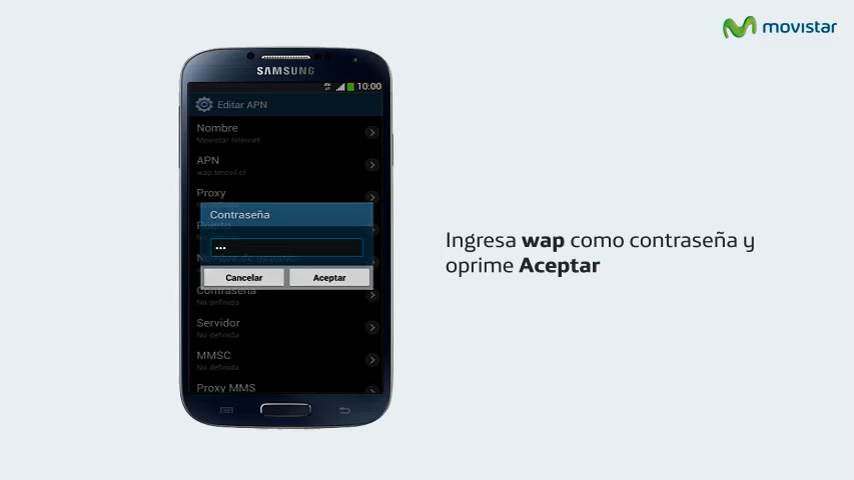 movistar
SAMSUNG
10:00
Editar APN
Nombre
Movistar Internet
APN
Proxy
Contraseña
•••
Cancelar
Aceptar
Contraseña
No definida
Servidor
No definida
MMSC
No definida
Proxy MMS
Ingresa wap como contraseña y
oprime Aceptar